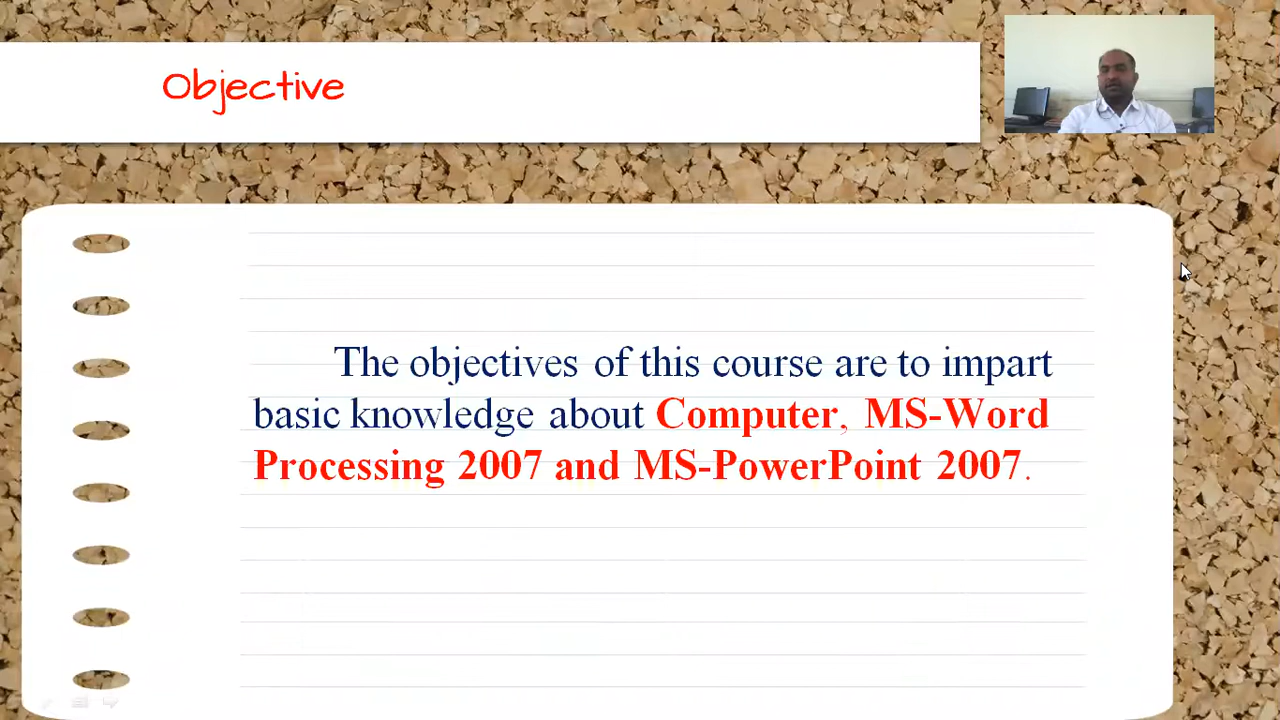 Objective
The objectives of this course are to impart
basic knowledge about Computer, MS-Word
Processing 2007 and MS-PowerPoint 2007.